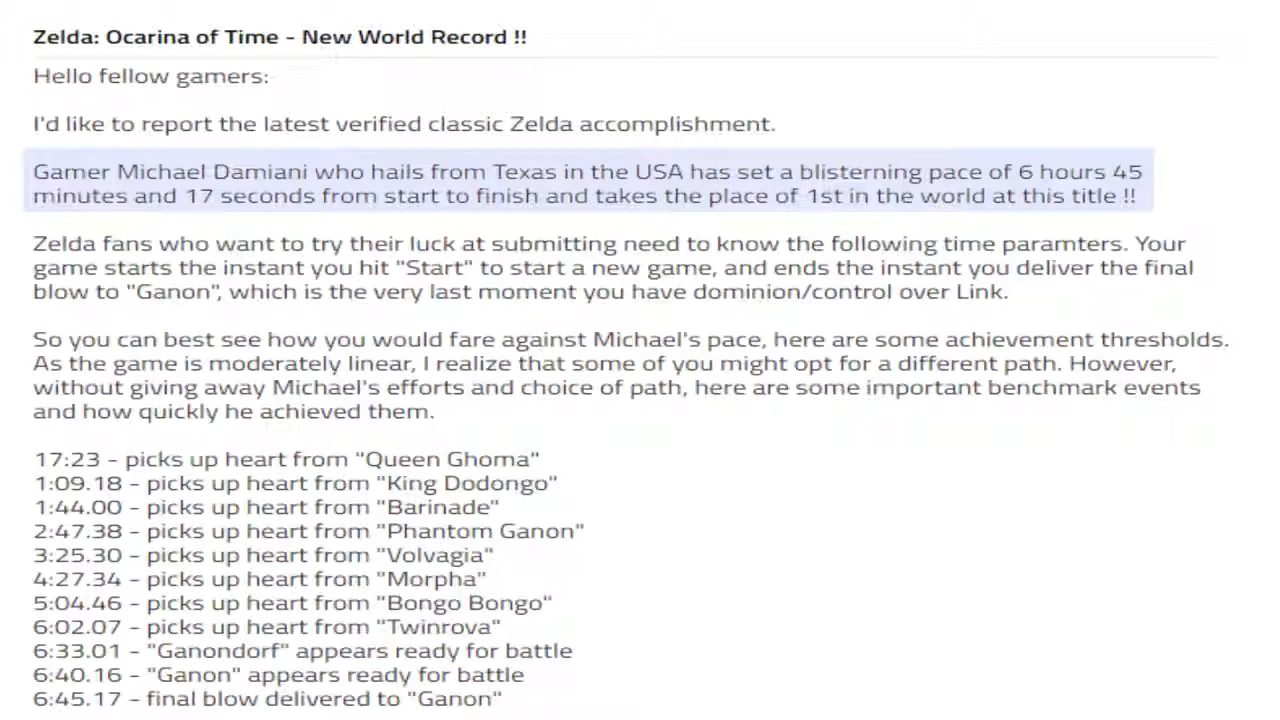 Zelda: Ocarina of Time - New World Record !!
Hello fellow gamers:
I'd like to report the latest verified classic Zelda accomplishment.
Gamer Michael Damiani who hails from Texas in the USA has set a blisterning pace of 6 hours 45
minutes and 17 seconds from start to finish and takes the place of 1st in the world at this title !!
Zelda fans who want to try their luck at submitting need to know the following time paramters. Your
game starts the instant you hit "Start" to start a new game, and ends the instant you deliver the final
blow to "Ganon", which is the very last moment you have dominion/control over Link.
So you can best see how you would fare against Michael's pace, here are some achievement thresholds.
As the game is moderately linear, I realize that some of you might opt for a different path. However,
without giving away Michael's efforts and choice of path, here are some important benchmark events
and how quickly he achieved them.
17:23 - picks up heart from "Queen Ghoma"
1:09.18 - picks up heart from "King Dodongo"
1:44.00 - picks up heart from "Barinade"
2:47.38 - picks up heart from "Phantom Ganon"
3:25.30 - picks up heart from "Volvagia"
4:27.34 - picks up heart from "Morpha"
5:04.46 - picks up heart from "Bongo Bongo"
6:02.07 - picks up heart from "Twinrova"
6:33.01 - "Ganondorf" appears ready for battle
6:40.16 - "Ganon" appears ready for battle
6:45.17 - final blow delivered to "Ganon"